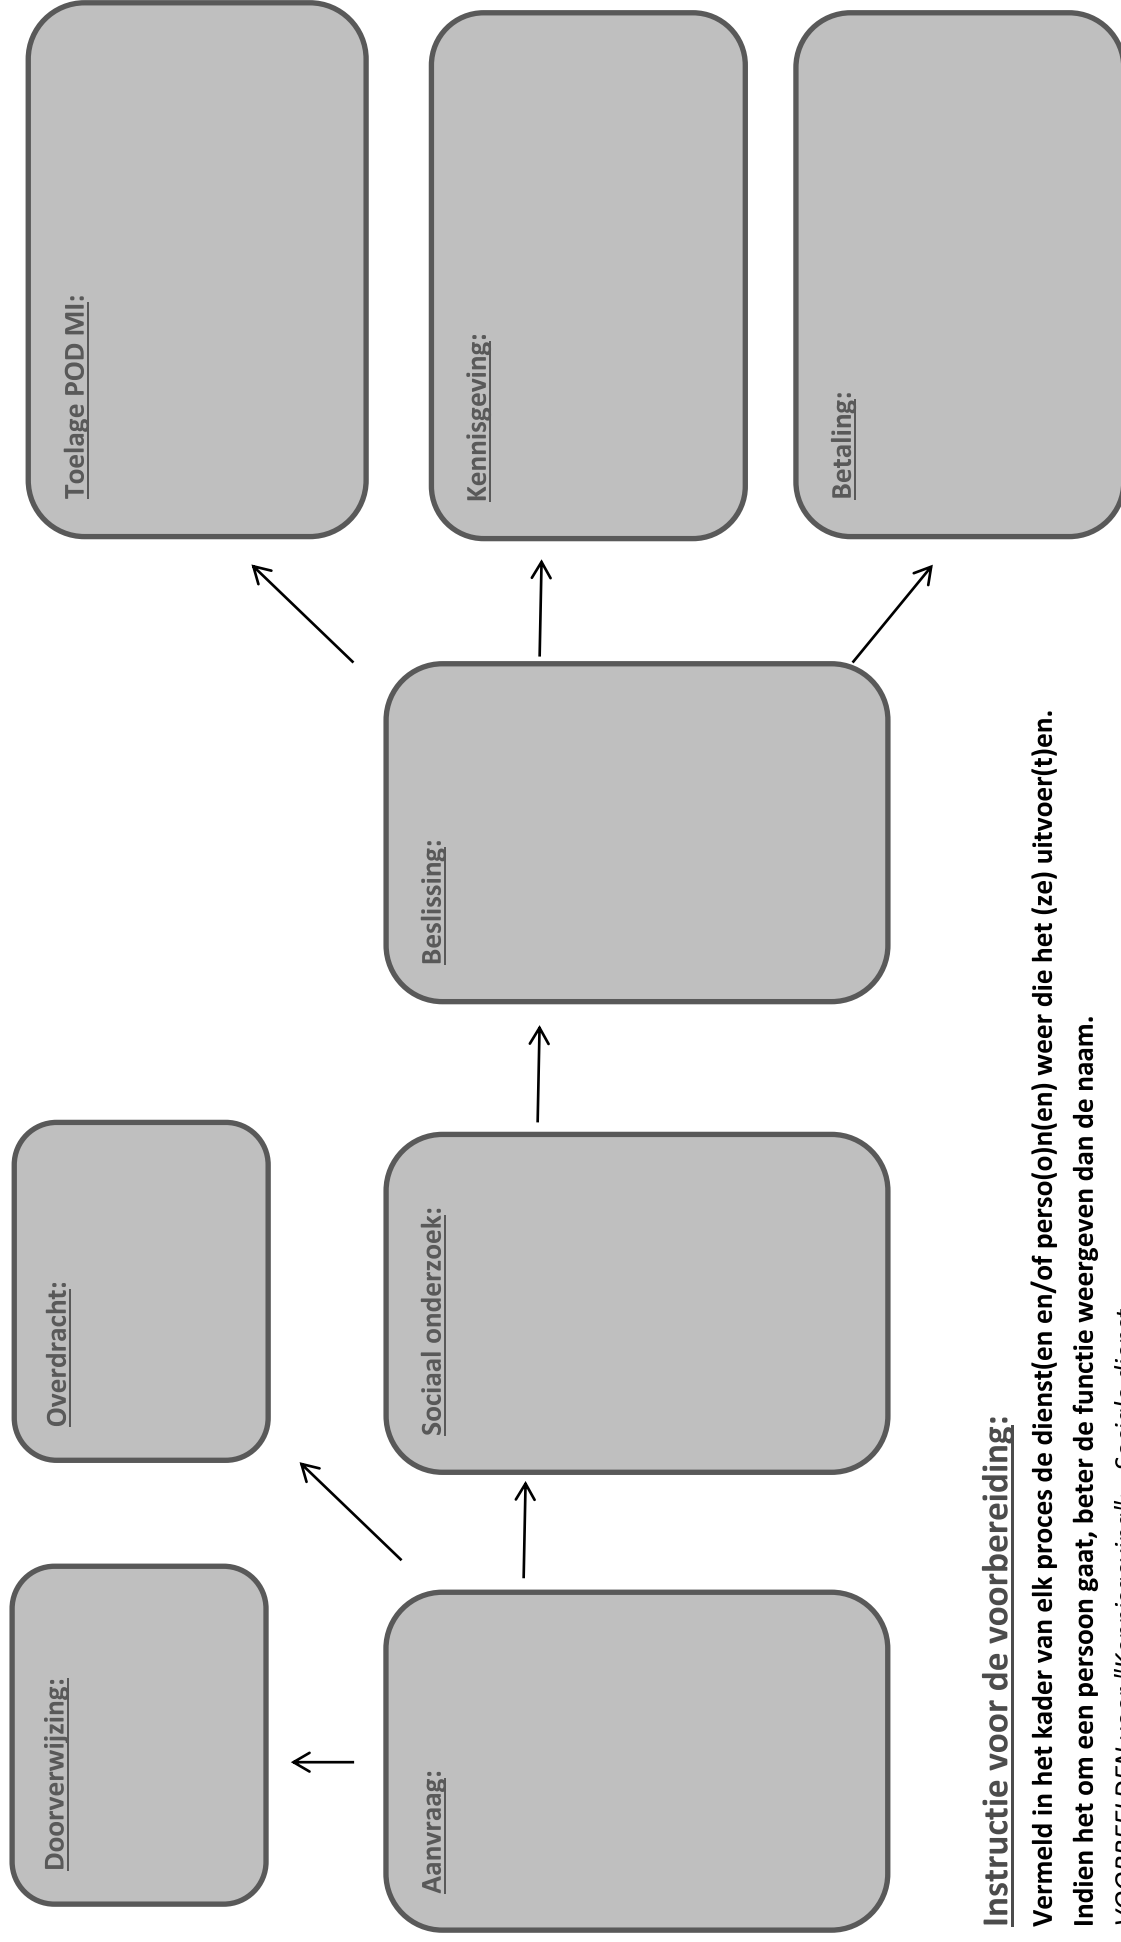 Doorverwijzing:
Overdracht:
Toelage POD MI:
Aanvraag:
Sociaal onderzoek:
Beslissing:
Kennisgeving:
Betaling:
Instructie voor de voorbereiding:
Vermeld in het kader van elk proces de dienst(en en/of perso(o)n(en) weer die het (ze) uitvoer(t)en.
Indien het om een persoon gaat, beter de functie weergeven dan de naam.